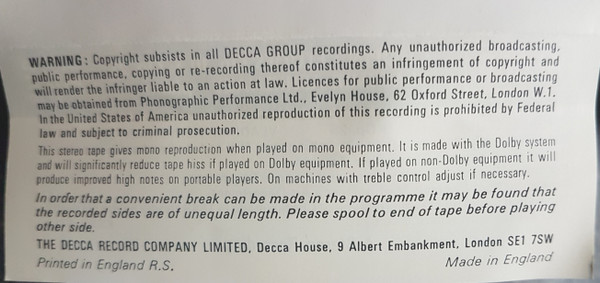 WARNING: Copyright subsists in all DECCA GROUP recordings. Any unauthorized broadcasting,
public performance, copying or re-recording thereof constitutes an infringement of copyright and
will render the infringer liable to an action at law. Licences for public performance or broadcasting
may be obtained from Phonographic Performance Ltd., Evelyn House, 62 Oxford Street, London W.1.
In the United States of America unauthorized reproduction of this recording is prohibited by Federal
law and subject to criminal prosecution.
This stereo tape gives mono reproduction when played on mono equipment. It is made with the Dolby system
and will significantly reduce tape hiss if played on Dolby equipment. If played on non-Dolby equipment it will
produce improved high notes on portable players. On machines with treble control adjust if necessary.
In order that a convenient break can be made in the programme it may be found that
the recorded sides are of unequal length. Please spool to end of tape before playing
other side.
THE DECCA RECORD COMPANY LIMITED, Decca House, 9 Albert Embankment, London SE1 7SW
Printed in England R.S. Made in England